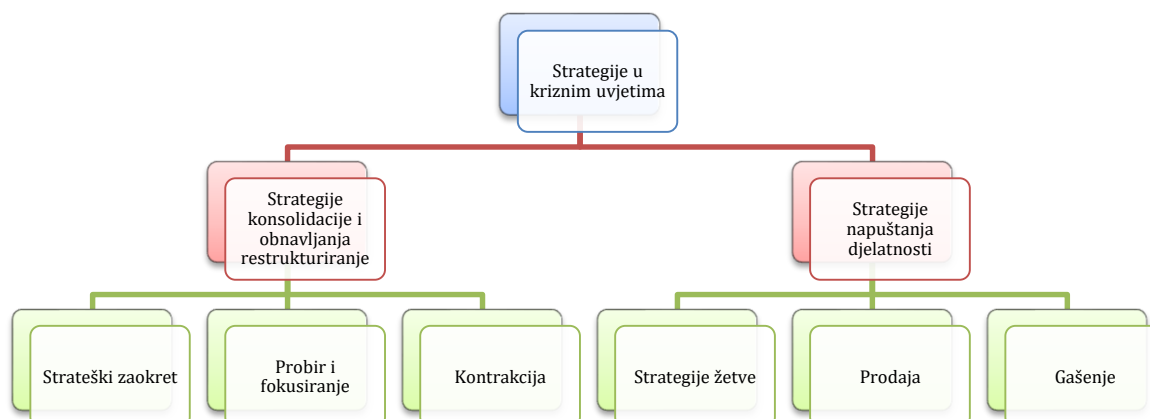 Strategije u
kriznim uvjetima
Strategije
konsolidacije i
obnavljanja
restrukturiranje
Strategije
napuštanja
djelatnosti
Strateški zaokret
Probir i
fokusiranje
Kontrakcija
Strategije žetve
Prodaja
Gašenje